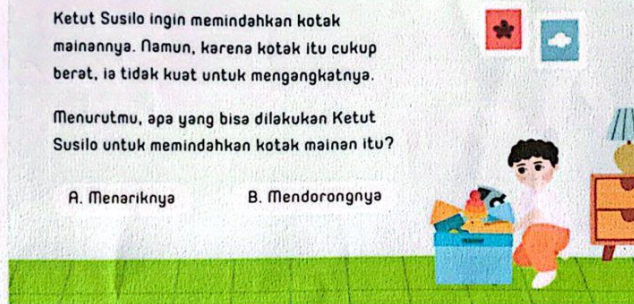 Ketut Susilo ingin memindahkan kotak
mainannya. Namun, karena kotak itu cukup
berat, ia tidak kuat untuk mengangkatnya.
Menurutmu, apa yang bisa dilakukan Ketut
Susilo untuk memindahkan kotak mainan itu?
A. Menariknya B. Mendorongnya